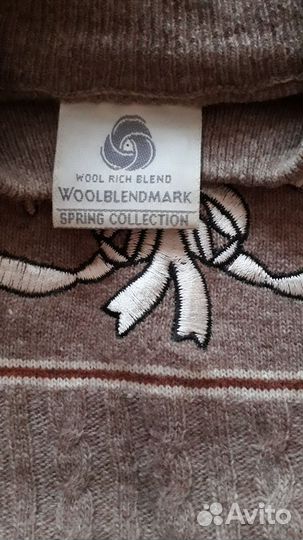 WOOL RICH BLEND
WOOLBLENDMARK
SPRING COLLECTION
Avito